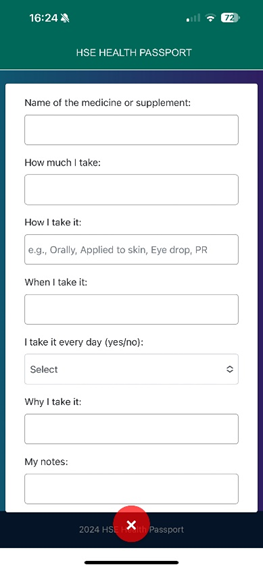 16:24
72
HSE HEALTH PASSPORT
Name of the medicine or supplement:
How much I take:
How I take it:
e.g., Orally, Applied to skin, Eye drop, PR
When I take it:
I take it every day (yes/no):
Select
Why I take it:
My notes:
2024 HSE Passport